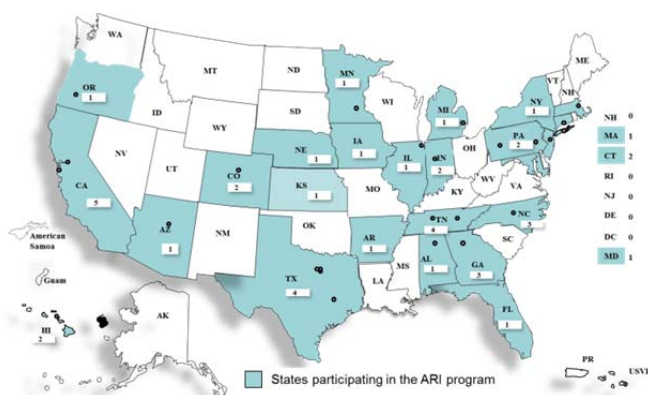 WA
MT
ND
MN
1
ME
VT
NH
OR
1
ID
SD
WI
MI
1
NY
1
WY
NE
1
IA
1
IL
1
IN
2
OH
PA
2
NV
UT
CO
2
KS
1
MO
KY
WV
VA
CA
5
AZ
1
NM
OK
AR
1
TN
4
NC
3
SC
TX
4
LA
MS
AL
1
GA
3
FL
1
American
Samoa
Guam
HI
2
AK
PR
USVI
NH 0
MA 1
CT 2
RI 0
NJ 0
DE 0
DC 0
MD 1
States participating in the ARI program